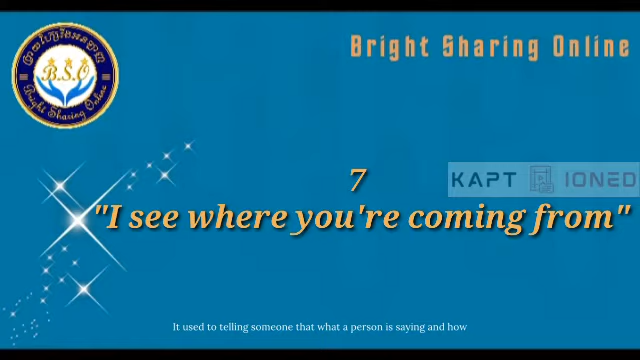 Bright Sharing Online
B.S.O
Bright Sharing Online
KAPT IONED
7
"I see where you're coming from"
It used to telling someone that what a person is saying and how